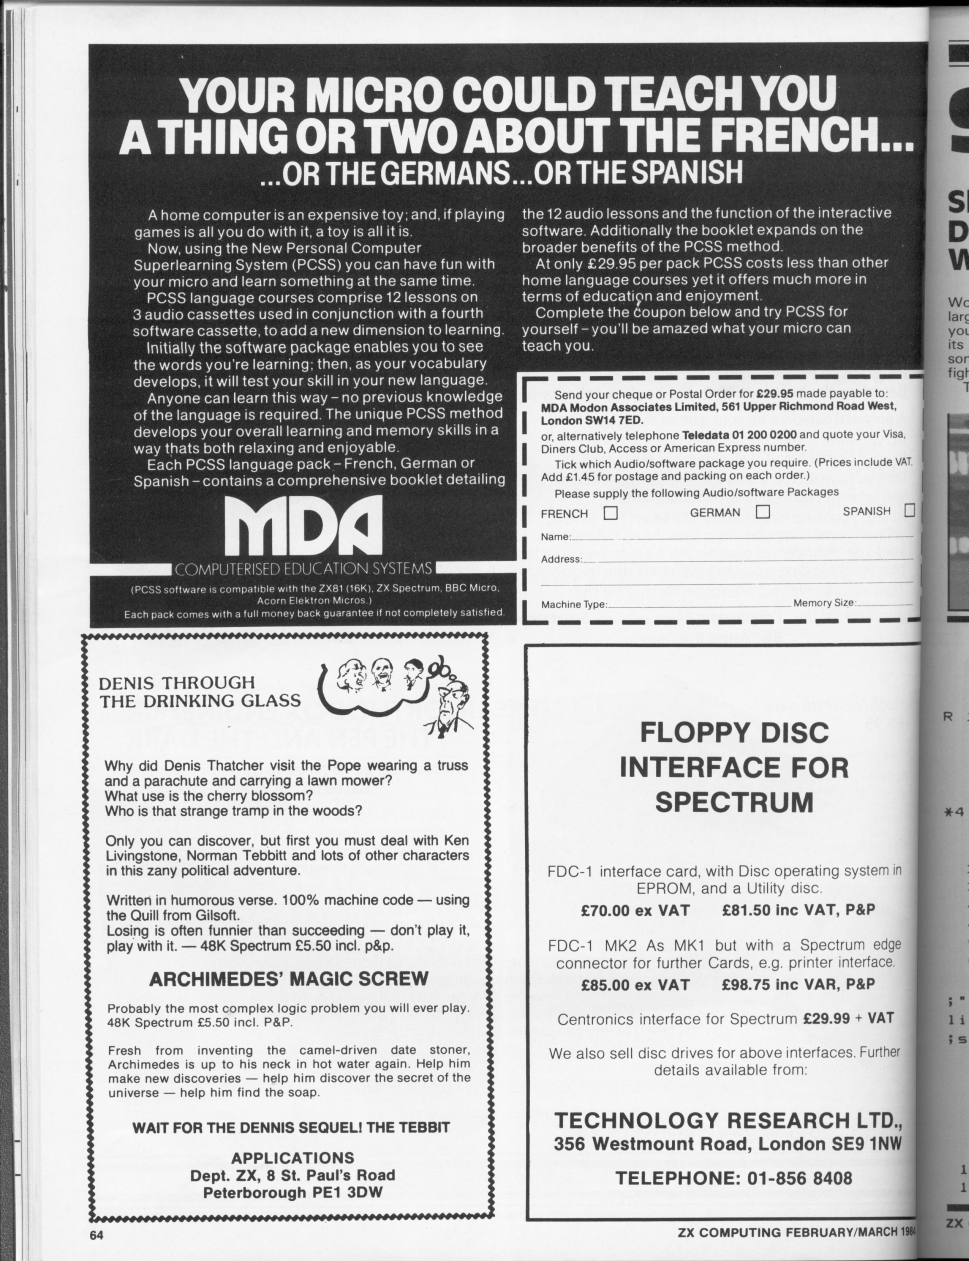 YOUR MICRO COULD TEACH YOU
A THING OR TWO ABOUT THE FRENCH...
...OR THE GERMANS...OR THE SPANISH
A home computer is an expensive toy; and, if playing
games is all you do with it, a toy is all it is.
Now, using the New Personal Computer
Superlearning System (PCSS) you can have fun with
your micro and learn something at the same time.
PCSS language courses comprise 12 lessons on
3 audio cassettes used in conjunction with a fourth
software cassette, to add a new dimension to learning.
Initially the software package enables you to see
the words you're learning; then, as your vocabulary
develops, it will test your skill in your new language.
Anyone can learn this way – no previous knowledge
of the language is required. The unique PCSS method
develops your overall learning and memory skills in a
way thats both relaxing and enjoyable.
Each PCSS language pack – French, German or
Spanish – contains a comprehensive booklet detailing
the 12 audio lessons and the function of the interactive
software. Additionally the booklet expands on the
broader benefits of the PCSS method.
At only £29.95 per pack PCSS costs less than other
home language courses yet it offers much more in
terms of education and enjoyment.
Complete the coupon below and try PCSS for
yourself – you'll be amazed what your micro can
teach you.
MDA
COMPUTERISED EDUCATION SYSTEMS
(PCSS software is compatible with the ZX81 (16K), ZX Spectrum, BBC Micro,
Acorn Elektron Micros.)
Each pack comes with a full money back guarantee if not completely satisfied.
Send your cheque or Postal Order for £29.95 made payable to:
MDA Modon Associates Limited, 561 Upper Richmond Road West,
London SW14 7ED.
or, alternatively telephone Teledata 01 200 0200 and quote your Visa,
Diners Club, Access or American Express number.
Tick which Audio/software package you require. (Prices include VAT.
Add £1.45 for postage and packing on each order.)
Please supply the following Audio/software Packages
FRENCH GERMAN SPANISH
Name:
Address:
Machine Type: Memory Size:
DENIS THROUGH
THE DRINKING GLASS
Why did Denis Thatcher visit the Pope wearing a truss
and a parachute and carrying a lawn mower?
What use is the cherry blossom?
Who is that strange tramp in the woods?
Only you can discover, but first you must deal with Ken
Livingstone, Norman Tebbitt and lots of other characters
in this zany political adventure.
Written in humorous verse. 100% machine code — using
the Quill from Gilsoft.
Losing is often funnier than succeeding — don't play it,
play with it. — 48K Spectrum £5.50 incl. p&p.
ARCHIMEDES' MAGIC SCREW
Probably the most complex logic problem you will ever play.
48K Spectrum £5.50 incl. P&P.
Fresh from inventing the camel-driven date stoner,
Archimedes is up to his neck in hot water again. Help him
make new discoveries — help him discover the secret of the
universe — help him find the soap.
WAIT FOR THE DENNIS SEQUEL! THE TEBBIT
APPLICATIONS
Dept. ZX, 8 St. Paul's Road
Peterborough PE1 3DW
FLOPPY DISC
INTERFACE FOR
SPECTRUM
FDC-1 interface card, with Disc operating system in
EPROM, and a Utility disc.
£70.00 ex VAT £81.50 inc VAT, P&P
FDC-1 MK2 As MK1 but with a Spectrum edge
connector for further Cards, e.g. printer interface.
£85.00 ex VAT £98.75 inc VAR, P&P
Centronics interface for Spectrum £29.99 + VAT
We also sell disc drives for above interfaces. Further
details available from:
TECHNOLOGY RESEARCH LTD.,
356 Westmount Road, London SE9 1NW
TELEPHONE: 01-856 8408
64
ZX COMPUTING FEBRUARY/MARCH 1984